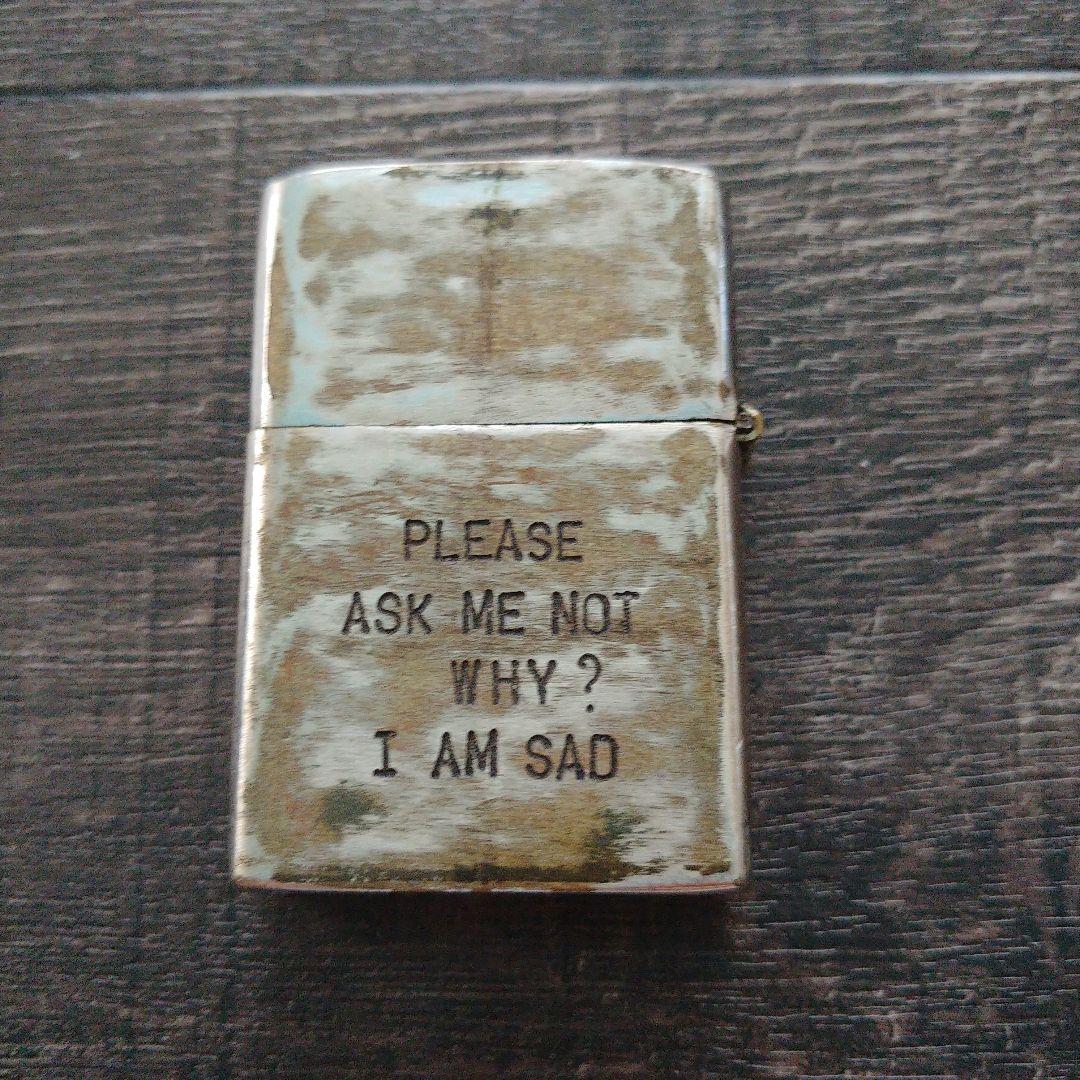 PLEASE
ASK ME NOT
WHY ?
I AM SAD